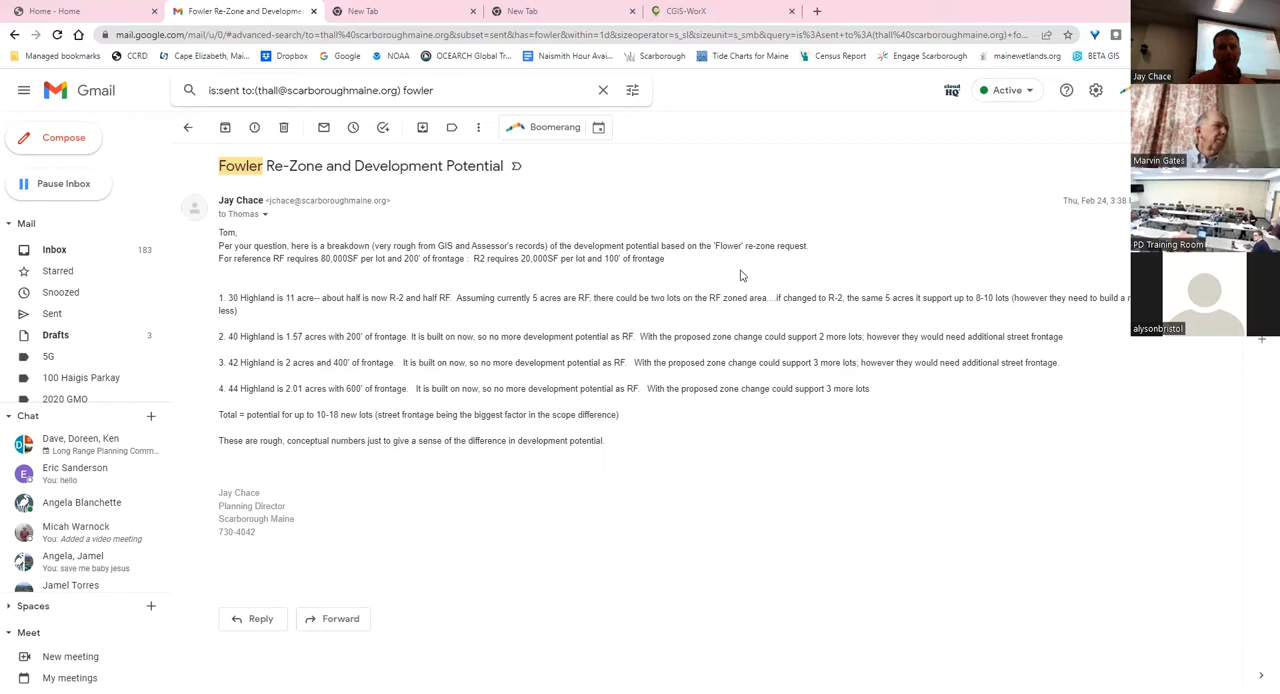 Home - Home
Fowler Re-Zone and Developme
New Tab
New Tab
CGIS-WorX
mail.google.com/mail/u/0/#advanced-search/to=thall%40scarboroughmaine.org&subset=sent&has=fowler&within=1d&sizeoperator=s_sl&sizeunit=s_smb&query=is%3Asent+to%3A(thall%40scarboroughmaine.org)+fo...
Managed bookmarks
CCRD
Cape Elizabeth, Mai...
Dropbox
Google
NOAA
OCEARCH Global Tr...
Naismith Hour Avai...
Scarborough
Tide Charts for Maine
Census Report
Engage Scarborough
mainewetlands.org
BETA GIS
Gmail
is:sent to:(thall@scarboroughmaine.org) fowler
cloud HQ
Active
Compose
Boomerang
Pause Inbox
Mail
Inbox 183
Starred
Snoozed
Sent
Drafts 3
5G
100 Haigis Parkay
2020 GMO
Chat
Dave, Doreen, Ken
Long Range Planning Comm...
Eric Sanderson
You: hello
Angela Blanchette
Micah Warnock
You: Added a video meeting
Angela, Jamel
You: save me baby jesus
Jamel Torres
Spaces
Meet
New meeting
My meetings
Fowler Re-Zone and Development Potential
Jay Chace <jchace@scarboroughmaine.org>
Thu, Feb 24, 3:38
to Thomas
Tom,
Per your question, here is a breakdown (very rough from GIS and Assessor's records) of the development potential based on the 'Flower' re-zone request.
For reference RF requires 80,000SF per lot and 200' of frontage : R2 requires 20,000SF per lot and 100' of frontage
1. 30 Highland is 11 acre-- about half is now R-2 and half RF. Assuming currently 5 acres are RF, there could be two lots on the RF zoned area....if changed to R-2, the same 5 acres it support up to 8-10 lots (however they need to build a
less)
2. 40 Highland is 1.57 acres with 200' of frontage. It is built on now, so no more development potential as RF. With the proposed zone change could support 2 more lots; however they would need additional street frontage
3. 42 Highland is 2 acres and 400' of frontage. It is built on now, so no more development potential as RF. With the proposed zone change could support 3 more lots; however they would need additional street frontage.
4. 44 Highland is 2.01 acres with 600' of frontage. It is built on now, so no more development potential as RF. With the proposed zone change could support 3 more lots
Total = potential for up to 10-18 new lots (street frontage being the biggest factor in the scope difference)
These are rough, conceptual numbers just to give a sense of the difference in development potential.
Jay Chace
Planning Director
Scarborough Maine
730-4042
Reply
Forward
Jay Chace
Marvin Gates
PD Training Room
alysonbristol